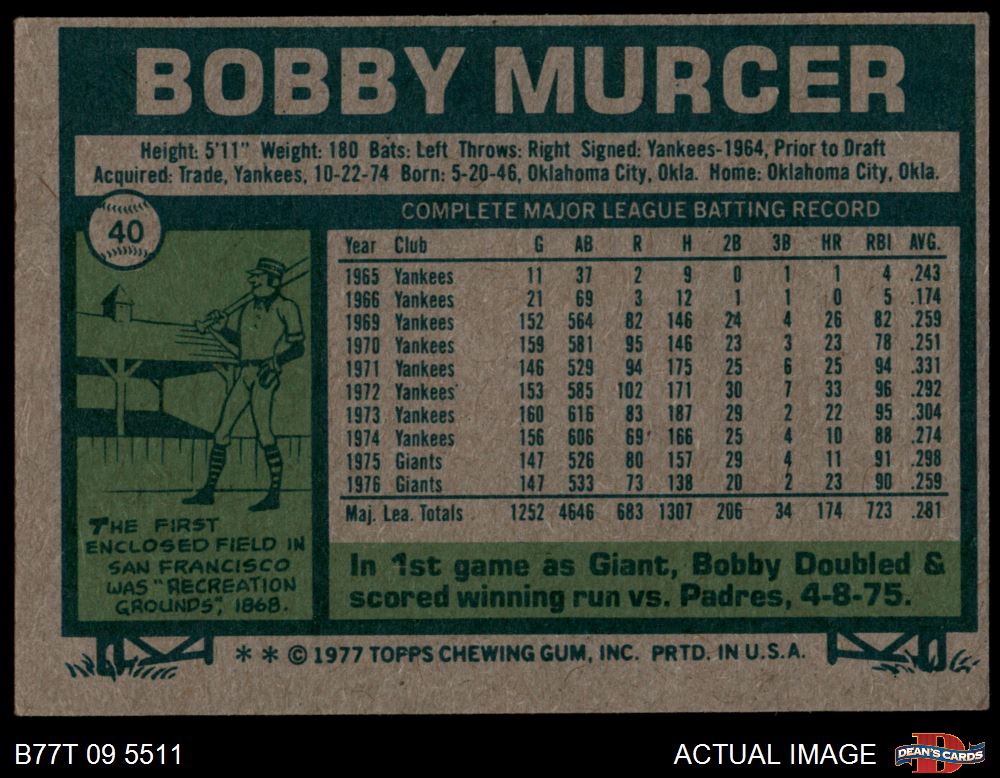 BOBBY MURCER
Height: 5'11" Weight: 180 Bats: Left Throws: Right Signed: Yankees-1964, Prior to Draft
Acquired: Trade, Yankees, 10-22-74 Born: 5-20-46, Oklahoma City, Okla. Home: Oklahoma City, Okla.
40
COMPLETE MAJOR LEAGUE BATTING RECORD
Year Club G AB R H 2B 3B HR RBI AVG.
1965 Yankees 11 37 2 9 0 1 1 4 .243
1966 Yankees 21 69 3 12 1 1 0 5 .174
1969 Yankees 152 564 82 146 24 4 26 82 .259
1970 Yankees 159 581 95 146 23 3 23 78 .251
1971 Yankees 146 529 94 175 25 6 25 94 .331
1972 Yankees 153 585 102 171 30 7 33 96 .292
1973 Yankees 160 616 83 187 29 2 22 95 .304
1974 Yankees 156 606 69 166 25 4 10 88 .274
1975 Giants 147 526 80 157 29 4 11 91 .298
1976 Giants 147 533 73 138 20 2 23 90 .259
Maj. Lea. Totals 1252 4646 683 1307 206 34 174 723 .281
THE FIRST
ENCLOSED FIELD IN
SAN FRANCISCO
WAS "RECREATION
GROUNDS", 1868.
In 1st game as Giant, Bobby Doubled &
scored winning run vs. Padres, 4-8-75.
* * © 1977 TOPPS CHEWING GUM, INC. PRTD. IN U.S.A.
B77T 09 5511
ACTUAL IMAGE
DEAN'S CARDS